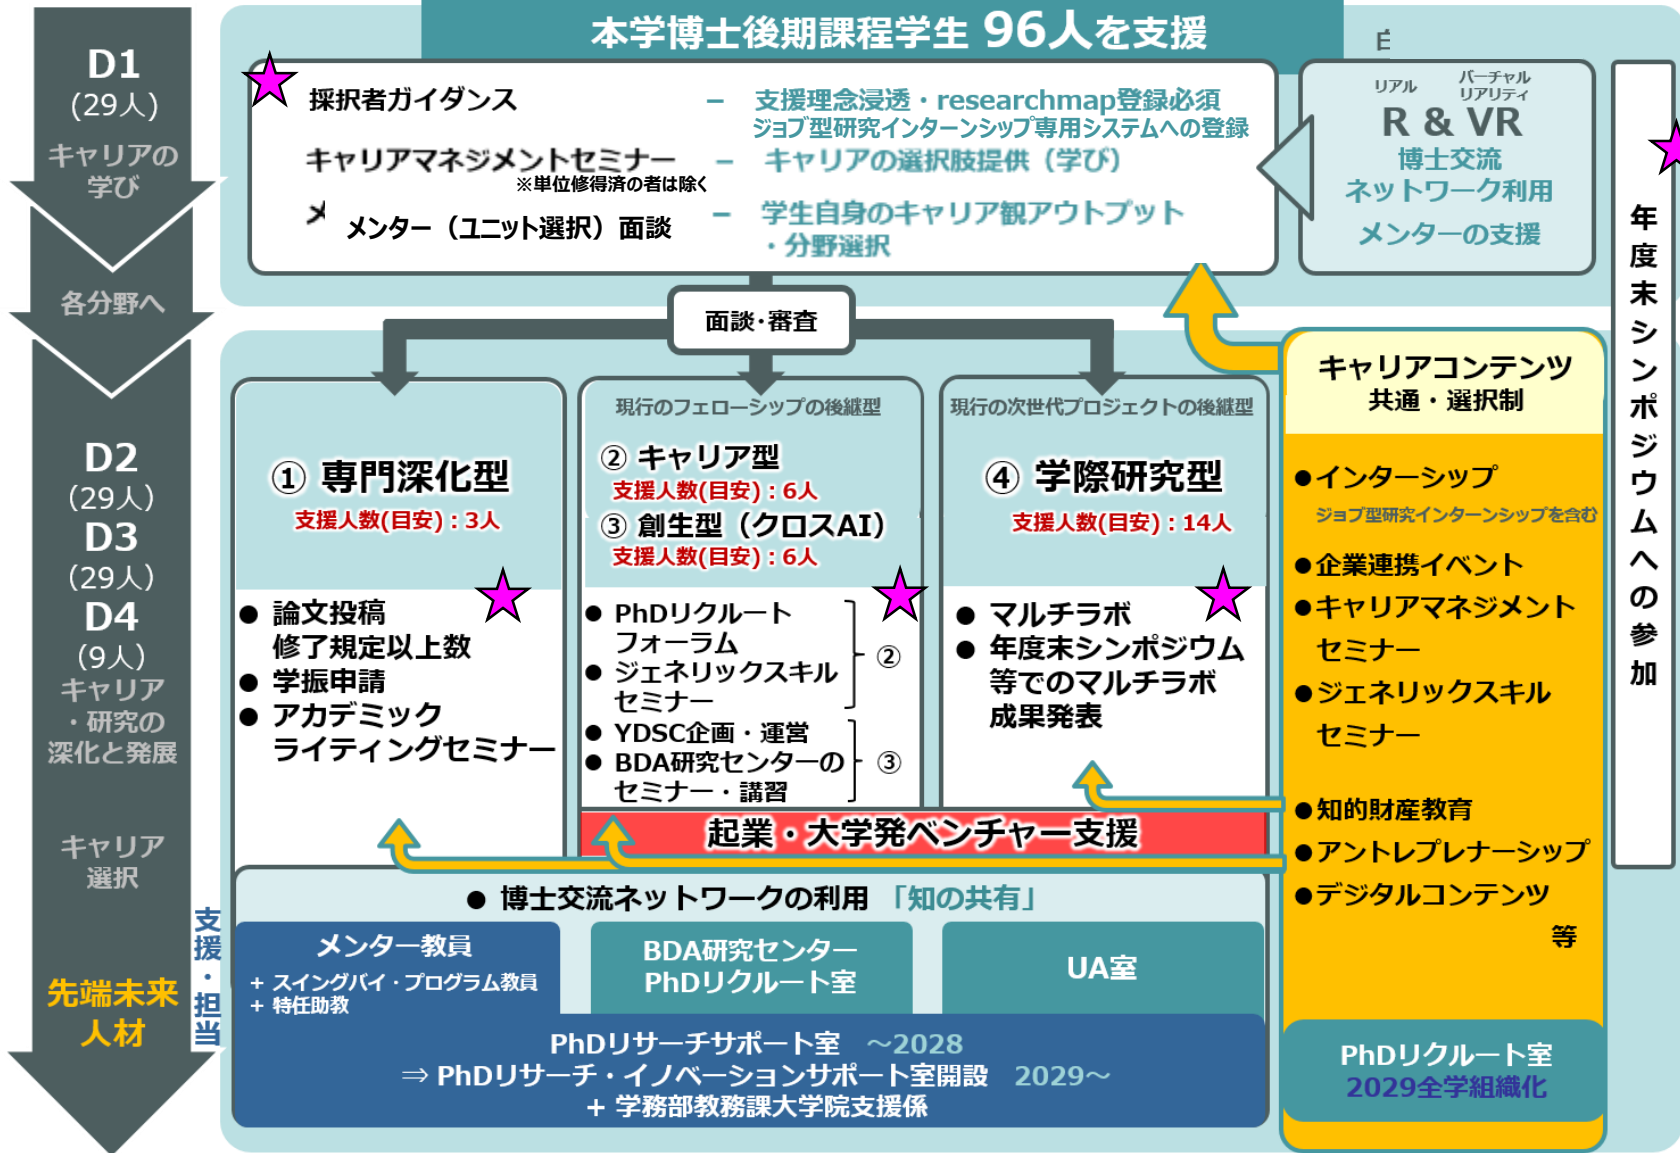 本学博士後期課程学生 96人を支援
D1
(29人)
キャリアの
学び
各分野へ
D2
(29人)
D3
(29人)
D4
(9人)
キャリア
・研究の
深化と発展
キャリア
選択
先端未来
人材
支援・担当
採択者ガイダンス － 支援理念浸透・researchmap登録必須
ジョブ型研究インターンシップ専用システムへの登録
キャリアマネジメントセミナー － キャリアの選択肢提供（学び）
※単位修得済の者は除く
メンター（ユニット選択）面談 － 学生自身のキャリア観アウトプット
・分野選択
リアル バーチャル
リアリティ
R & VR
博士交流
ネットワーク利用
メンターの支援
年度末シンポジウムへの参加
面談・審査
① 専門深化型
支援人数(目安)：3人
● 論文投稿
修了規定以上数
● 学振申請
● アカデミック
ライティングセミナー
現行のフェローシップの後継型
② キャリア型
支援人数(目安)：6人
③ 創生型（クロスAI）
支援人数(目安)：6人
● PhDリクルート
フォーラム
● ジェネリックスキル
セミナー
②
● YDSC企画・運営
● BDA研究センターの
セミナー・講習
③
現行の次世代プロジェクトの後継型
④ 学際研究型
支援人数(目安)：14人
● マルチラボ
● 年度末シンポジウム
等でのマルチラボ
成果発表
起業・大学発ベンチャー支援
● 博士交流ネットワークの利用 「知の共有」
メンター教員
+ スイングバイ・プログラム教員
+ 特任助教
BDA研究センター
PhDリクルート室
UA室
PhDリサーチサポート室 ～2028
⇒ PhDリサーチ・イノベーションサポート室開設 2029～
+ 学務部教務課大学院支援係
キャリアコンテンツ
共通・選択制
●インターシップ
ジョブ型研究インターンシップを含む
●企業連携イベント
●キャリアマネジメント
セミナー
●ジェネリックスキル
セミナー
●知的財産教育
●アントレプレナーシップ
●デジタルコンテンツ
等
PhDリクルート室
2029全学組織化